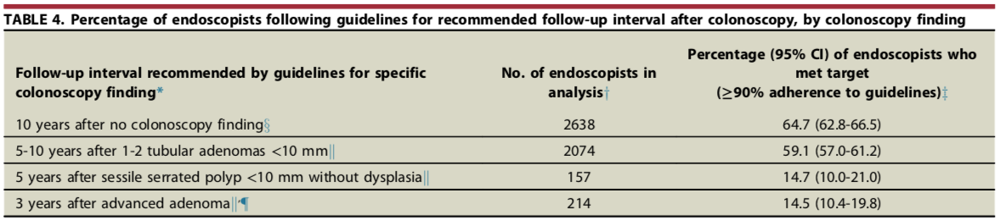 TABLE 4. Percentage of endoscopists following guidelines for recommended follow-up interval after colonoscopy, by colonoscopy finding
Follow-up interval recommended by guidelines for specific colonoscopy finding* No. of endoscopists in analysis† Percentage (95% CI) of endoscopists who met target (≥90% adherence to guidelines)‡
10 years after no colonoscopy finding§ 2638 64.7 (62.8-66.5)
5-10 years after 1-2 tubular adenomas <10 mm‖ 2074 59.1 (57.0-61.2)
5 years after sessile serrated polyp <10 mm without dysplasia‖ 157 14.7 (10.0-21.0)
3 years after advanced adenoma‖,¶ 214 14.5 (10.4-19.8)